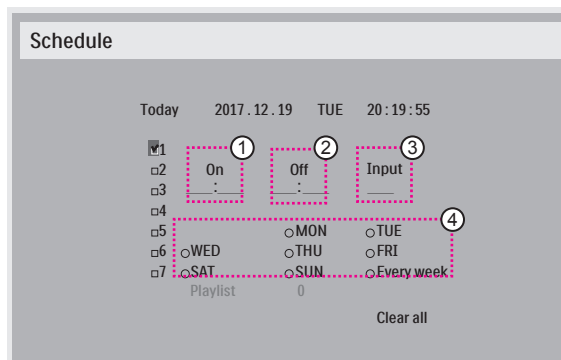 Schedule
Today 2017 . 12 . 19 TUE 20 : 19 : 55
1 ① ② ③
2 On Off Input
3 __:__ __:__ __
4 ④
5 MON TUE
6 WED THU FRI
7 SAT SUN Every week
Playlist 0
Clear all